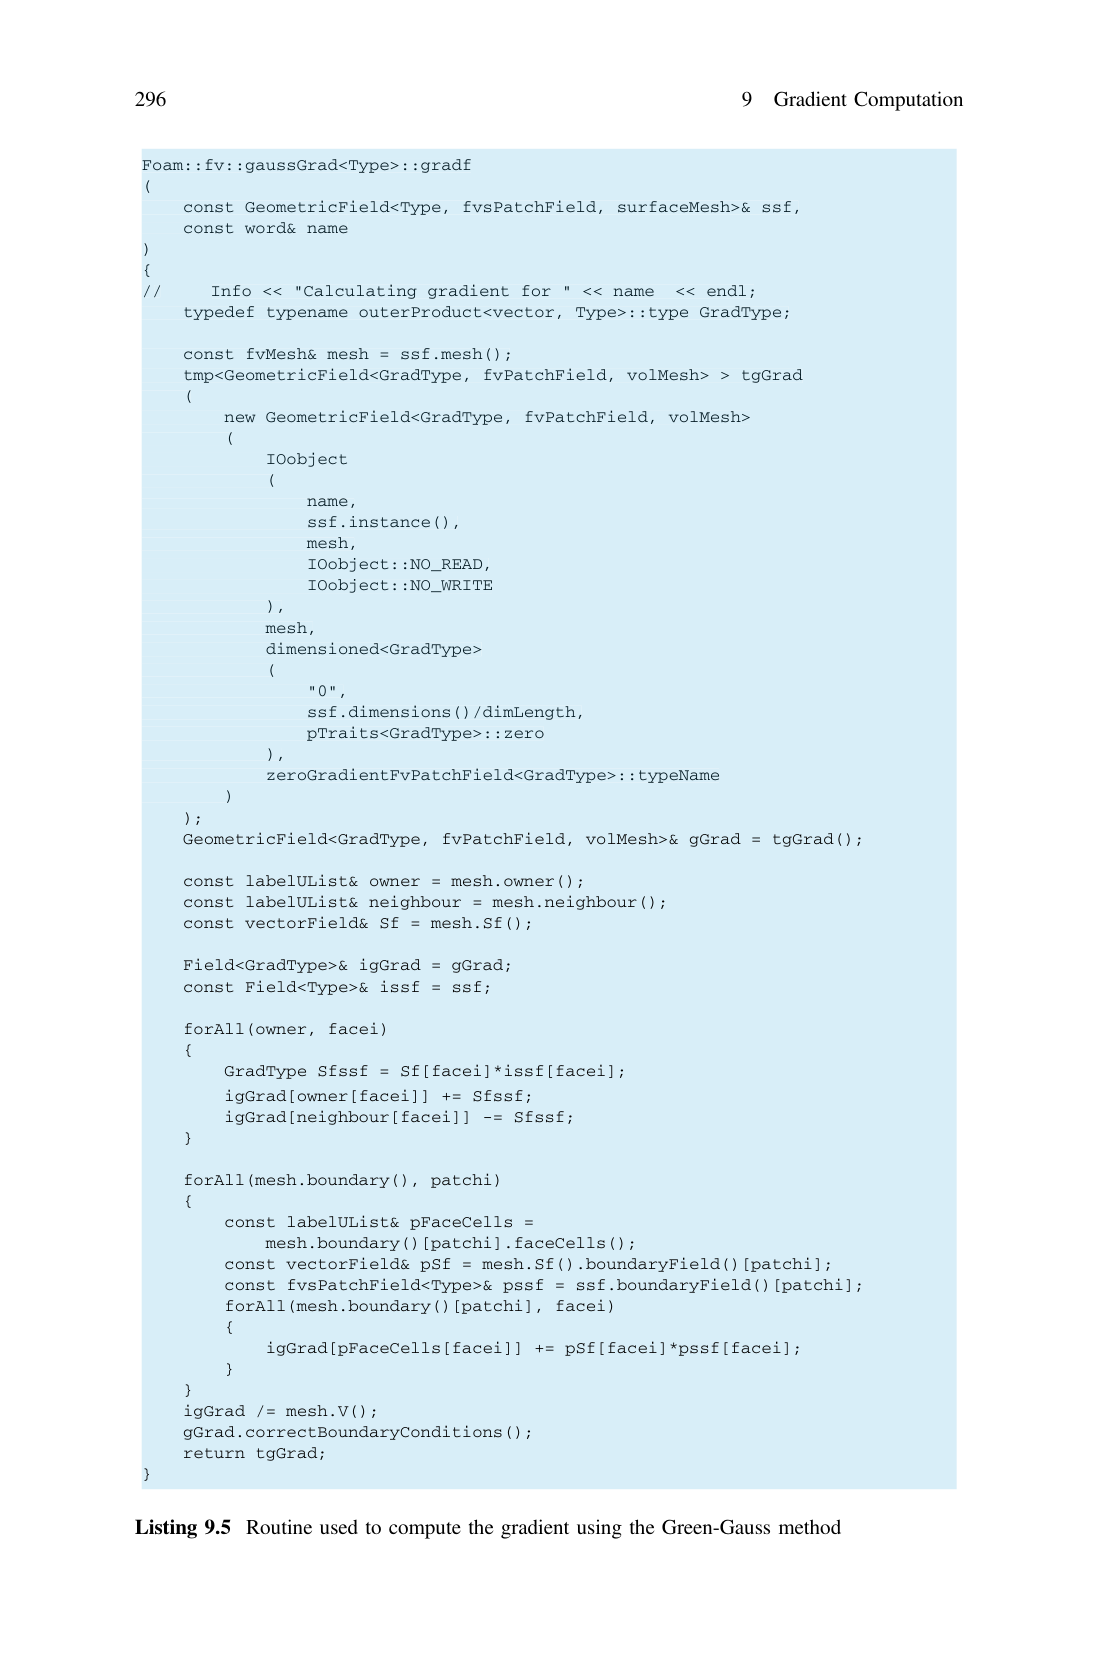 296
9 Gradient Computation
Foam::fv::gaussGrad<Type>::gradf
(
    const GeometricField<Type, fvsPatchField, surfaceMesh>& ssf,
    const word& name
)
{
//     Info << "Calculating gradient for " << name  << endl;
    typedef typename outerProduct<vector, Type>::type GradType;

    const fvMesh& mesh = ssf.mesh();
    tmp<GeometricField<GradType, fvPatchField, volMesh> > tgGrad
    (
        new GeometricField<GradType, fvPatchField, volMesh>
        (
            IOobject
            (
                name,
                ssf.instance(),
                mesh,
                IOobject::NO_READ,
                IOobject::NO_WRITE
            ),
            mesh,
            dimensioned<GradType>
            (
                "0",
                ssf.dimensions()/dimLength,
                pTraits<GradType>::zero
            ),
            zeroGradientFvPatchField<GradType>::typeName
        )
    );
    GeometricField<GradType, fvPatchField, volMesh>& gGrad = tgGrad();

    const labelUList& owner = mesh.owner();
    const labelUList& neighbour = mesh.neighbour();
    const vectorField& Sf = mesh.Sf();

    Field<GradType>& igGrad = gGrad;
    const Field<Type>& issf = ssf;

    forAll(owner, facei)
    {
        GradType Sfssf = Sf[facei]*issf[facei];
        igGrad[owner[facei]] += Sfssf;
        igGrad[neighbour[facei]] -= Sfssf;
    }

    forAll(mesh.boundary(), patchi)
    {
        const labelUList& pFaceCells =
            mesh.boundary()[patchi].faceCells();
        const vectorField& pSf = mesh.Sf().boundaryField()[patchi];
        const fvsPatchField<Type>& pssf = ssf.boundaryField()[patchi];
        forAll(mesh.boundary()[patchi], facei)
        {
            igGrad[pFaceCells[facei]] += pSf[facei]*pssf[facei];
        }
    }
    igGrad /= mesh.V();
    gGrad.correctBoundaryConditions();
    return tgGrad;
}
Listing 9.5 Routine used to compute the gradient using the Green-Gauss method